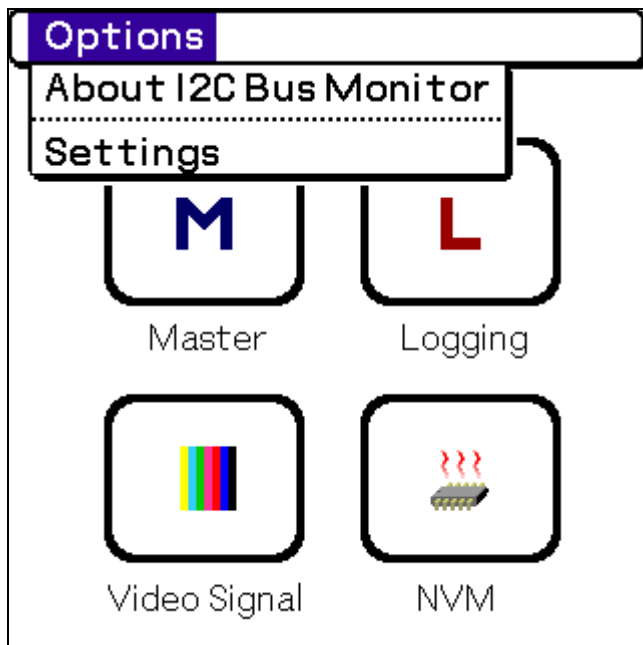 Options
About I2C Bus Monitor
Settings
M L
Master Logging
Video Signal NVM